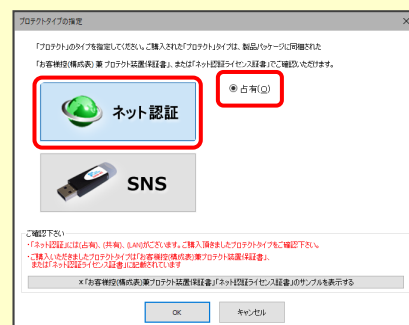 プロテクトタイプの指定
「プロテクト」のタイプを指定してください。ご購入された「プロテクト」タイプは、製品パッケージに同梱された
「お客様控(構成表) 兼 プロテクト装置保証書」、または「ネット認証ライセンス証書」でご確認いただけます。
ネット認証
占有(O)
SNS
ご確認下さい
・「ネット認証」には(占有)、(共有)、(LAN)がございます。ご購入頂きましたプロテクトタイプをご確認下さい。
・ご購入いただきましたプロテクトタイプは「お客様控(構成表)兼プロテクト装置保証書」、
または「ネット認証ライセンス証書」に記載されています
※「お客様控(構成表)兼プロテクト装置保証書」「ネット認証ライセンス証書」のサンプルを表示する
OK
キャンセル